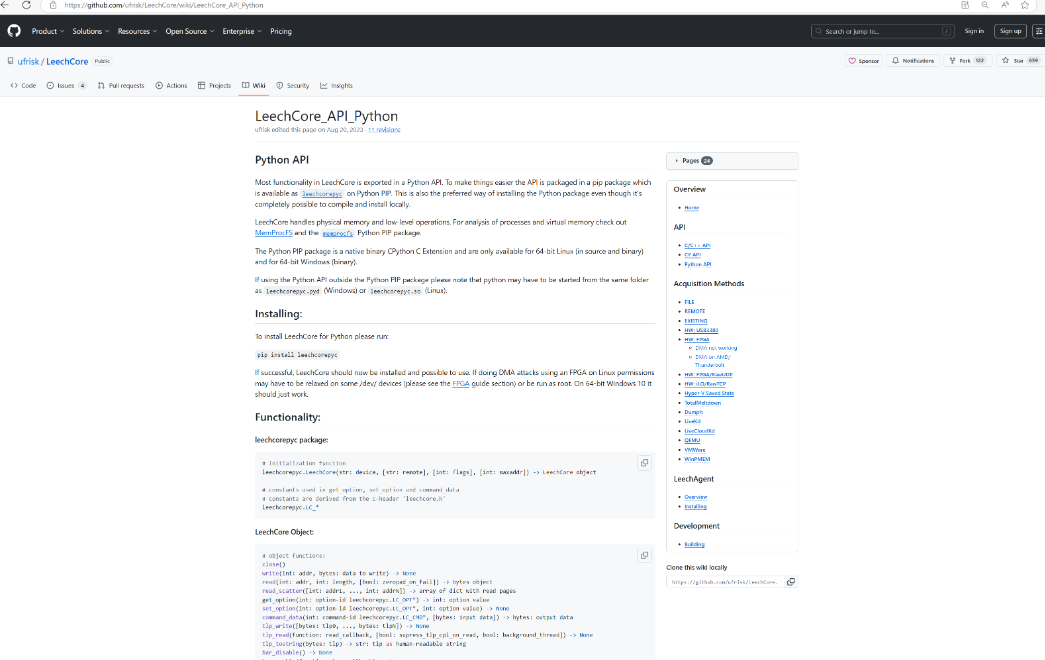 https://github.com/ufrisk/LeechCore/wiki/LeechCore_API_Python
Product Solutions Resources Open Source Enterprise Pricing
Search or jump to... /
Sign in
Sign up
ufrisk / LeechCore Public
Sponsor
Notifications
Fork 132
Star 659
Code Issues 4 Pull requests Actions Projects Wiki Security Insights
LeechCore_API_Python
ufrisk edited this page on Aug 20, 2023 · 11 revisions
Python API
Most functionality in LeechCore is exported in a Python API. To make things easier the API is packaged in a pip package which
is available as leechcorepyc on Python PIP. This is also the preferred way of installing the Python package even though it's
completely possible to compile and install locally.
LeechCore handles physical memory and low-level operations. For analysis of processes and virtual memory check out
MemProcFS and the memprocfs Python PIP package.
The Python PIP package is a native binary CPython C Extension and are only available for 64-bit Linux (in source and binary)
and for 64-bit Windows (binary).
If using the Python API outside the Python PIP package please note that python may have to be started from the same folder
as leechcorepyc.pyd (Windows) or leechcorepyc.so (Linux).
Installing:
To install LeechCore for Python please run:
pip install leechcorepyc
If successful, LeechCore should now be installed and possible to use. If doing DMA attacks using an FPGA on Linux permissions
may have to be relaxed on some /dev/ devices (please see the FPGA guide section) or be run as root. On 64-bit Windows 10 it
should just work.
Functionality:
leechcorepyc package:
# initialization function
leechcorepyc.LeechCore(str: device, [str: remote], [int: flags], [int: maxaddr]) -> LeechCore object
# constants used in get option, set option and command_data
# constants are derived from the c-header `leechcore.h`
leechcorepyc.LC_*
LeechCore Object:
# object functions:
close()
write(int: addr, bytes: data to write) -> None
read(int: addr, int: length, [bool: zeropad_on_fail]) -> bytes object
read_scatter([int: addr1, ..., int: addrN]) -> array of dict with read pages
get_option(int: option-id leechcorepyc.LC_OPT*) -> int: option value
set_option(int: option-id leechcorepyc.LC_OPT*, int: option value) -> None
command_data(int: command-id leechcorepyc.LC_CMD*, [bytes: input data]) -> bytes: output data
tlp_write([bytes: tlp0, ..., bytes: tlpN]) -> None
tlp_read(function: read_callback, [bool: supress_tlp_cpl_on_read, bool: background_thread]) -> None
tlp_tostring(bytes: tlp) -> str: tlp as human-readable string
bar_disable() -> None
Pages 24
Overview
Home
API
C/C++ API
C# API
Python API
Acquisition Methods
FILE
REMOTE
EXISTING
HW: USB3380
HW: FPGA
DMA not working
DMA on AMD/
Thunderbolt
HW: FPGA/RawUDP
HW: iLO/RawTCP
Hyper-V Saved State
TotalMeltdown
DumpIt
LiveKd
LiveCloudKd
QEMU
VMWare
WinPMEM
LeechAgent
Overview
Installing
Development
Building
Clone this wiki locally
https://github.com/ufrisk/LeechCore.